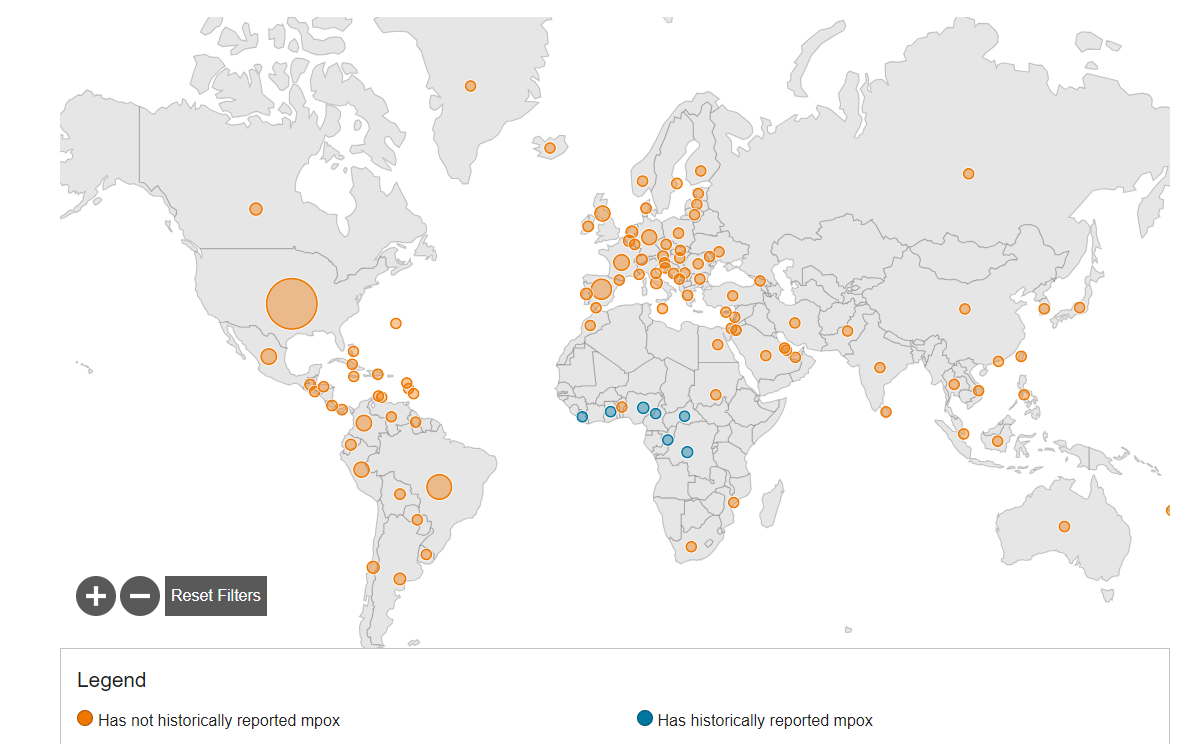 Reset Filters
Legend
Has not historically reported mpox
Has historically reported mpox